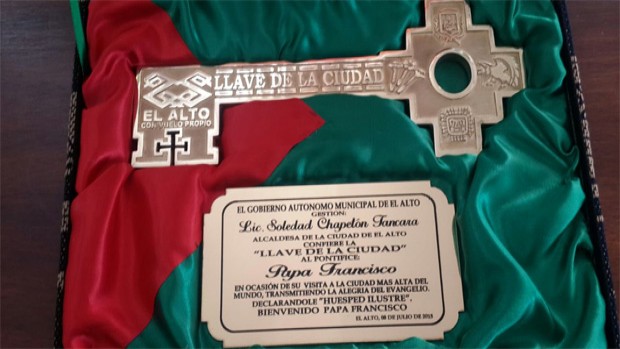 LLAVE DE LA CIUDAD
EL ALTO
CON VUELO PROPIO
EL GOBIERNO AUTONOMO MUNICIPAL DE EL ALTO
GESTION:
Lic. Soledad Chapetón Tancara
ALCALDESA DE LA CIUDAD DE EL ALTO
CONFIERE LA
"LLAVE DE LA CIUDAD"
AL PONTIFICE:
Papa Francisco
EN OCASIÓN DE SU VISITA A LA CIUDAD MAS ALTA DEL
MUNDO, TRANSMITIENDO LA ALEGRIA DEL EVANGELIO.
DECLARANDOLE "HUESPED ILUSTRE".
BIENVENIDO PAPA FRANCISCO
EL ALTO, 08 DE JULIO DE 2015